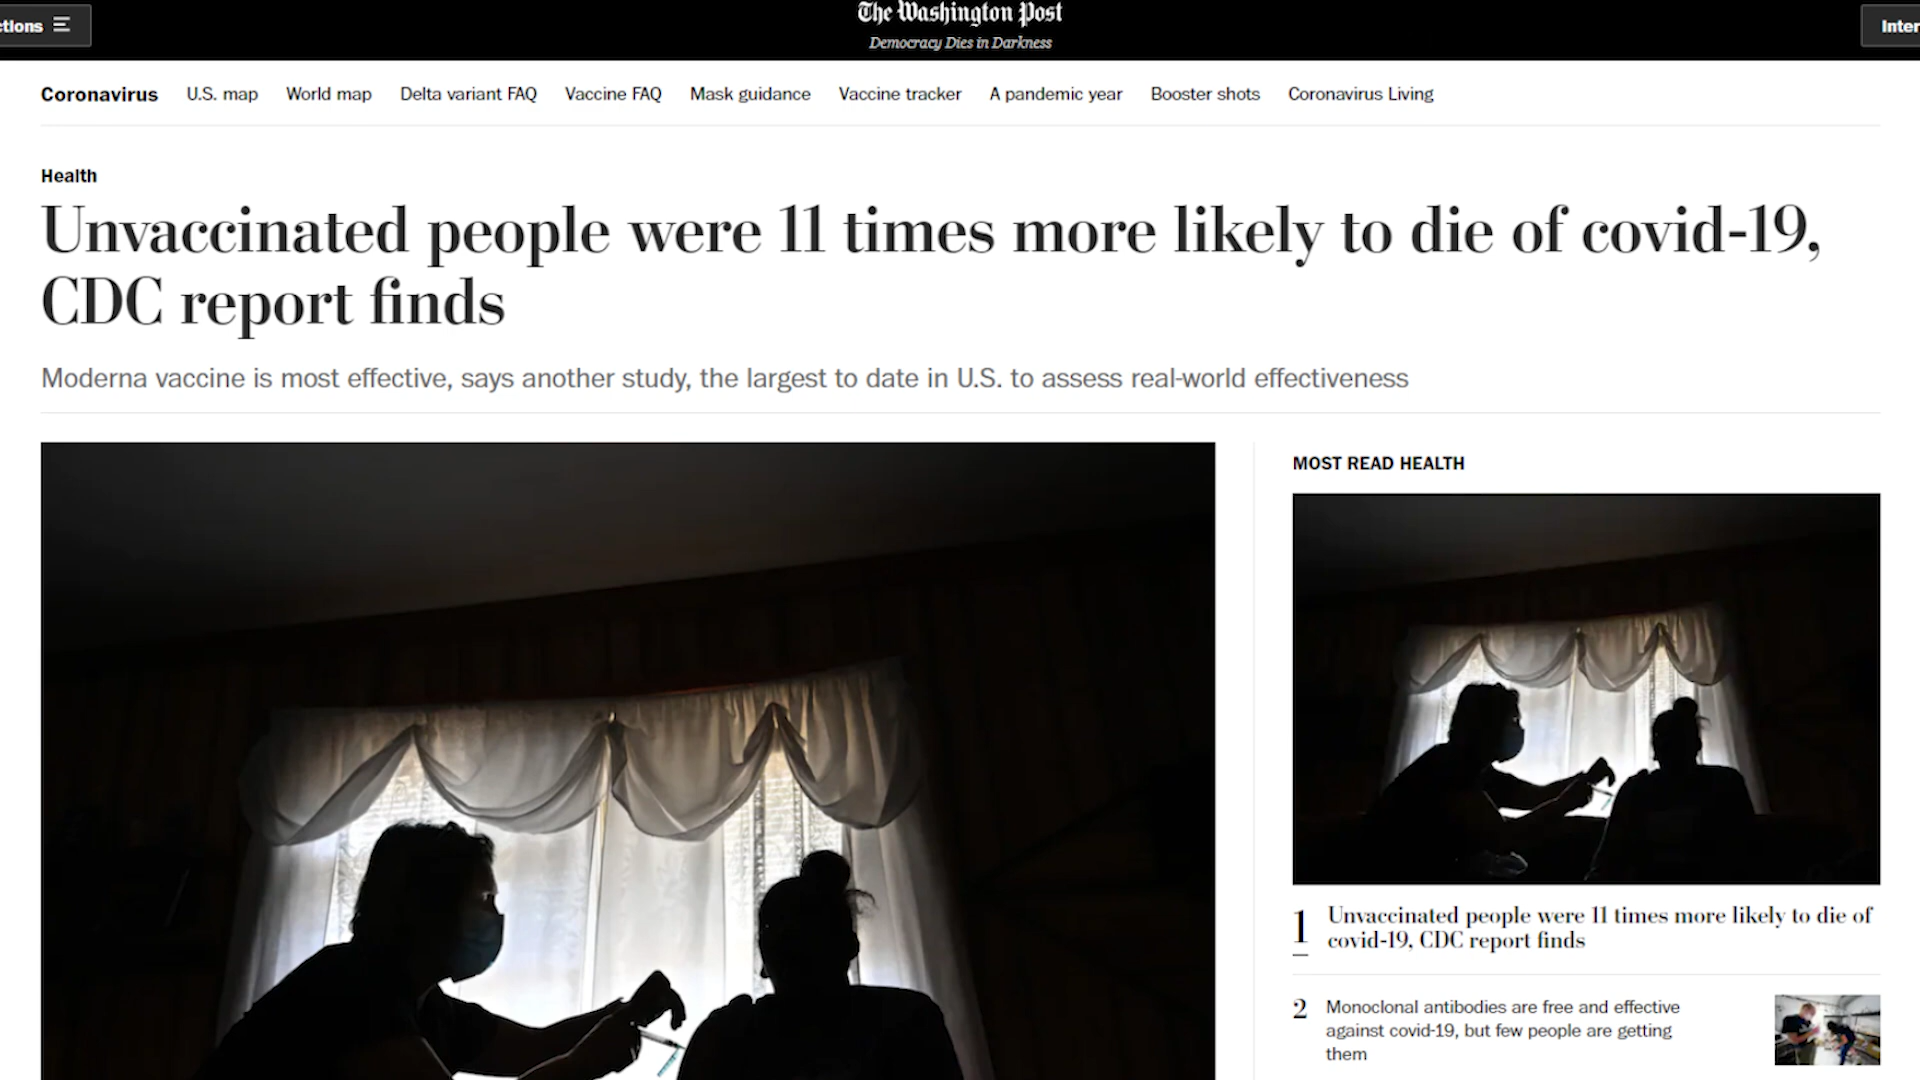 ctions
The Washington Post
Democracy Dies in Darkness
Inter
Coronavirus U.S. map World map Delta variant FAQ Vaccine FAQ Mask guidance Vaccine tracker A pandemic year Booster shots Coronavirus Living
Health
Unvaccinated people were 11 times more likely to die of covid-19,
CDC report finds
Moderna vaccine is most effective, says another study, the largest to date in U.S. to assess real-world effectiveness
MOST READ HEALTH
1 Unvaccinated people were 11 times more likely to die of
covid-19, CDC report finds
2 Monoclonal antibodies are free and effective
against covid-19, but few people are getting
them